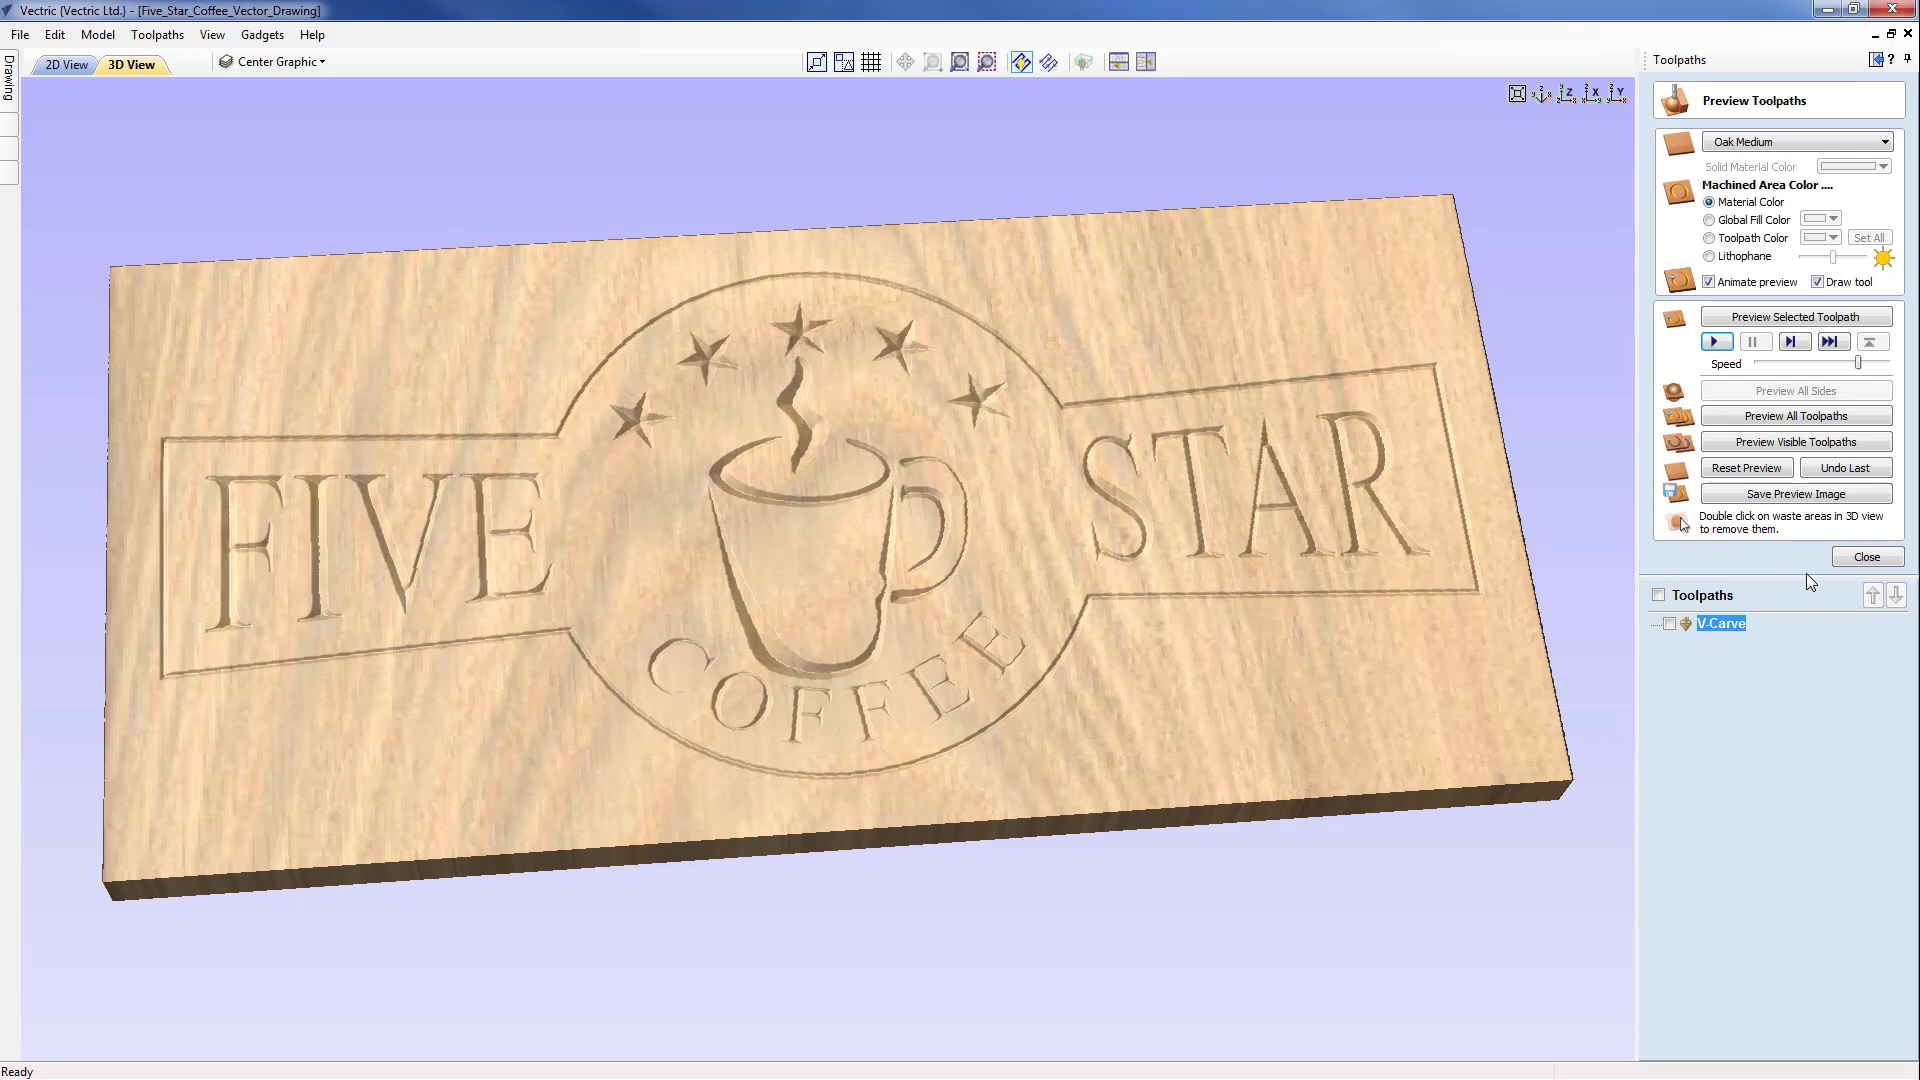 Vectric {Vectric Ltd.} - [Five_Star_Coffee_Vector_Drawing]
File Edit Model Toolpaths View Gadgets Help
Drawing
2D View 3D View Center Graphic
Toolpaths
Preview Toolpaths
Oak Medium
Solid Material Color
Machined Area Color ....
Material Color
Global Fill Color
Toolpath Color Set All
Lithophane
Animate preview Draw tool
Preview Selected Toolpath
Speed
Preview All Sides
Preview All Toolpaths
Preview Visible Toolpaths
Reset Preview Undo Last
Save Preview Image
Double click on waste areas in 3D view
to remove them.
Close
Toolpaths
V-Carve
FIVE STAR
COFFEE
Ready